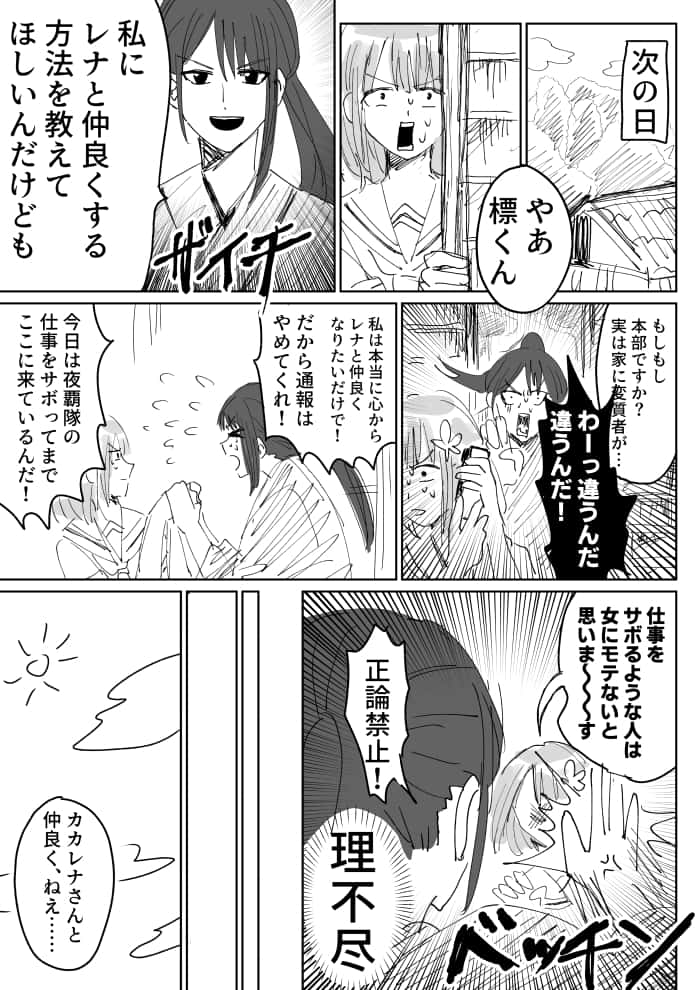 次の日
やあ
標くん
私に
レナと仲良くする
方法を教えて
ほしいんだけども
ザイチ
もしもし
本部ですか?
実は家に変質者が…
わーっ違うんだ
違うんだ!
私は本当に心から
レナと仲良く
なりたいだけで!
だから通報は
やめてくれ!
今日は夜覇隊の
仕事をサボってまで
ここに来ているんだ!
仕事を
サボるような人は
女にモテないと
思いま〜〜〜す
正論禁止!
理不尽
ベッチン
カカレナさんと
仲良く、ねえ……